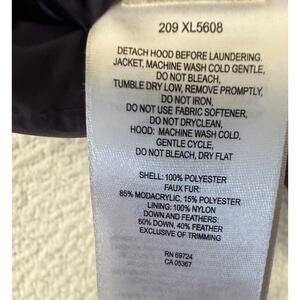 209 XL5608
DETACH HOOD BEFORE LAUNDERING.
JACKET, MACHINE WASH COLD GENTLE,
DO NOT BLEACH,
TUMBLE DRY LOW, REMOVE PROMPTLY,
DO NOT IRON,
DO NOT USE FABRIC SOFTENER,
DO NOT DRYCLEAN,
HOOD: MACHINE WASH COLD,
GENTLE CYCLE,
DO NOT BLEACH, DRY FLAT
SHELL: 100% POLYESTER
FAUX FUR:
85% MODACRYLIC, 15% POLYESTER
LINING: 100% NYLON
DOWN AND FEATHERS:
60% DOWN, 40% FEATHER
EXCLUSIVE OF TRIMMING
RN 69724
CA 05367